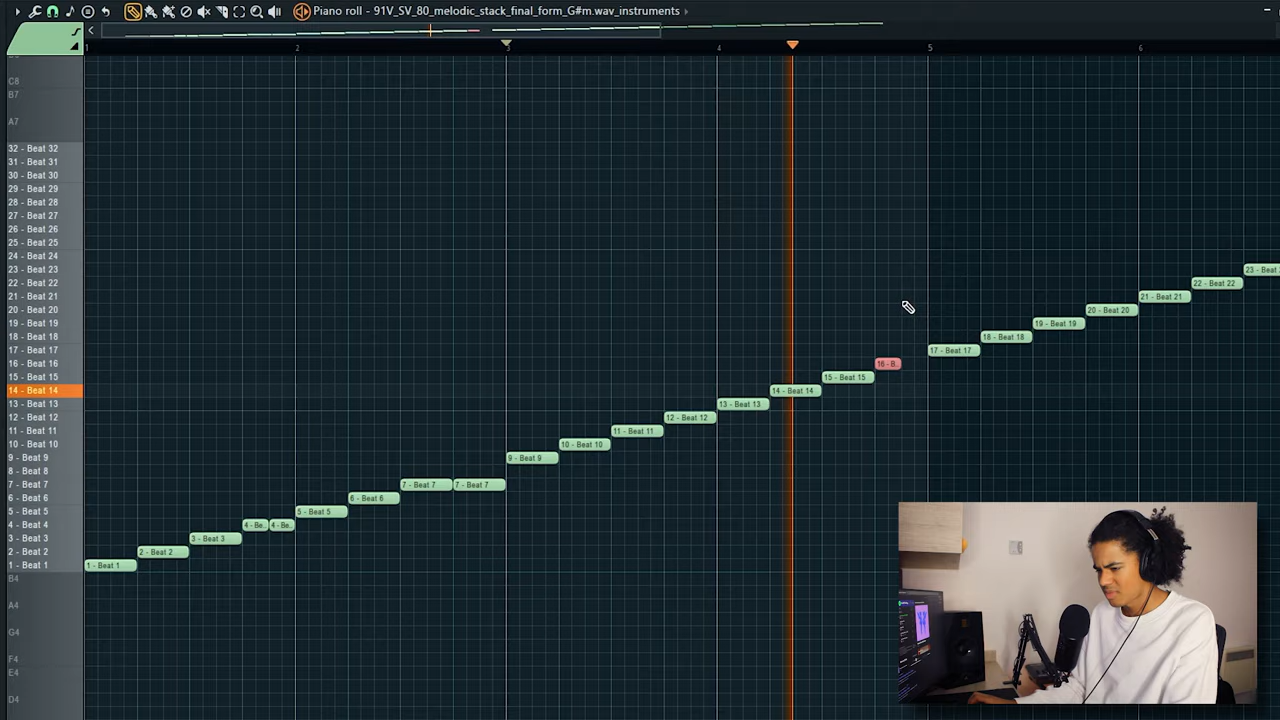 Piano roll - 91V_SV_80_melodic_stack_final_form_G#m.wav_instruments
1 2 3 4 5 6
C8
B7
A7
32 - Beat 32
31 - Beat 31
30 - Beat 30
29 - Beat 29
28 - Beat 28
27 - Beat 27
26 - Beat 26
25 - Beat 25
24 - Beat 24
23 - Beat 23
23 - Beat
22 - Beat 22
22 - Beat 22
21 - Beat 21
21 - Beat 21
20 - Beat 20
20 - Beat 20
19 - Beat 19
19 - Beat 19
18 - Beat 18
18 - Beat 18
17 - Beat 17
17 - Beat 17
16 - Beat 16
16 - B..
15 - Beat 15
15 - Beat 15
14 - Beat 14
14 - Beat 14
13 - Beat 13
13 - Beat 13
12 - Beat 12
12 - Beat 12
11 - Beat 11
11 - Beat 11
10 - Beat 10
10 - Beat 10
9 - Beat 9
9 - Beat 9
8 - Beat 8
7 - Beat 7
7 - Beat 7
7 - Beat 7
6 - Beat 6
6 - Beat 6
5 - Beat 5
5 - Beat 5
4 - Beat 4
4 - Be..
4 - Be..
3 - Beat 3
3 - Beat 3
2 - Beat 2
2 - Beat 2
1 - Beat 1
1 - Beat 1
B4
A4
G4
F4
E4
D4